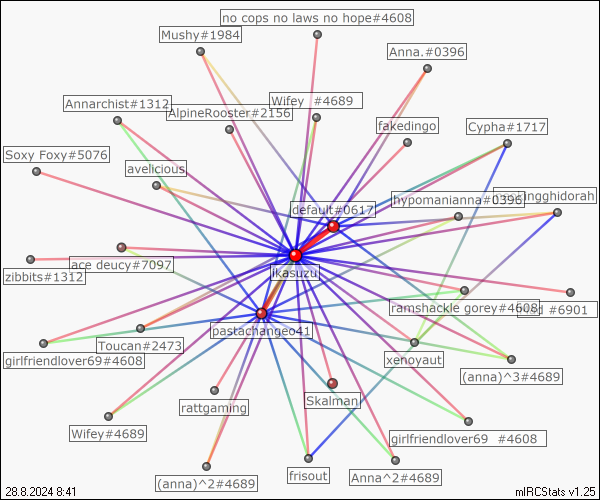 no cops no laws no hope#4608
Mushy#1984
Anna.#0396
Wifey #4689
Annarchist#1312
AlpineRooster#2156
fakedingo
Cypha#1717
Soxy Foxy#5076
avelicious
hypomanianna#0396
ngghidorah
default#0617
ikasuzu
ace deucy#7092
zibbits#1312
ramshackle gorey#4608
#6901
pastachangeo41
Toucan#2473
girlfriendlover69#4608
xenoyaut
(anna)^3#4689
rattgaming
Skalman
Wifey#4689
girlfriendlover69 #4608
frisout
Anna^2#4689
(anna)^2#4689
28.8.2024 8:41
mIRCStats v1.25